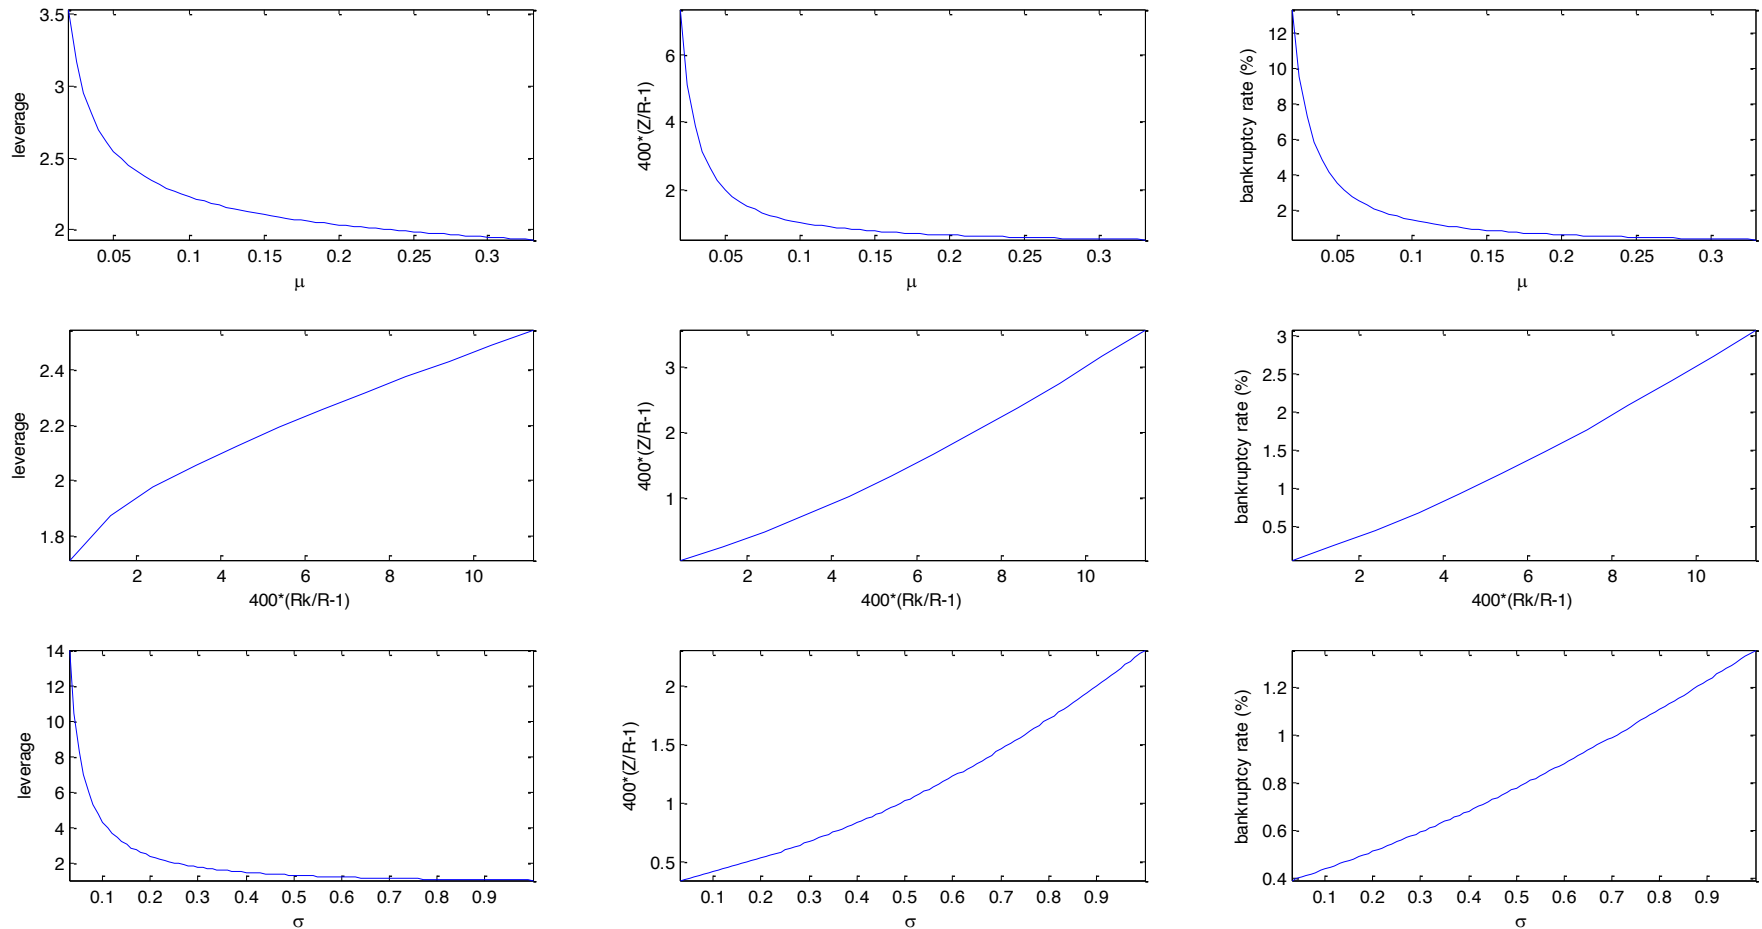 3.5
3
2.5
2
leverage
0.05 0.1 0.15 0.2 0.25 0.3
μ
6
4
2
400*(Z/R-1)
0.05 0.1 0.15 0.2 0.25 0.3
μ
12
10
8
6
4
2
bankruptcy rate (%)
0.05 0.1 0.15 0.2 0.25 0.3
μ
2.4
2.2
2
1.8
leverage
2 4 6 8 10
400*(Rk/R-1)
3
2
1
400*(Z/R-1)
2 4 6 8 10
400*(Rk/R-1)
3
2.5
2
1.5
1
0.5
bankruptcy rate (%)
2 4 6 8 10
400*(Rk/R-1)
14
12
10
8
6
4
2
leverage
0.1 0.2 0.3 0.4 0.5 0.6 0.7 0.8 0.9
σ
2
1.5
1
0.5
400*(Z/R-1)
0.1 0.2 0.3 0.4 0.5 0.6 0.7 0.8 0.9
σ
1.2
1
0.8
0.6
0.4
bankruptcy rate (%)
0.1 0.2 0.3 0.4 0.5 0.6 0.7 0.8 0.9
σ